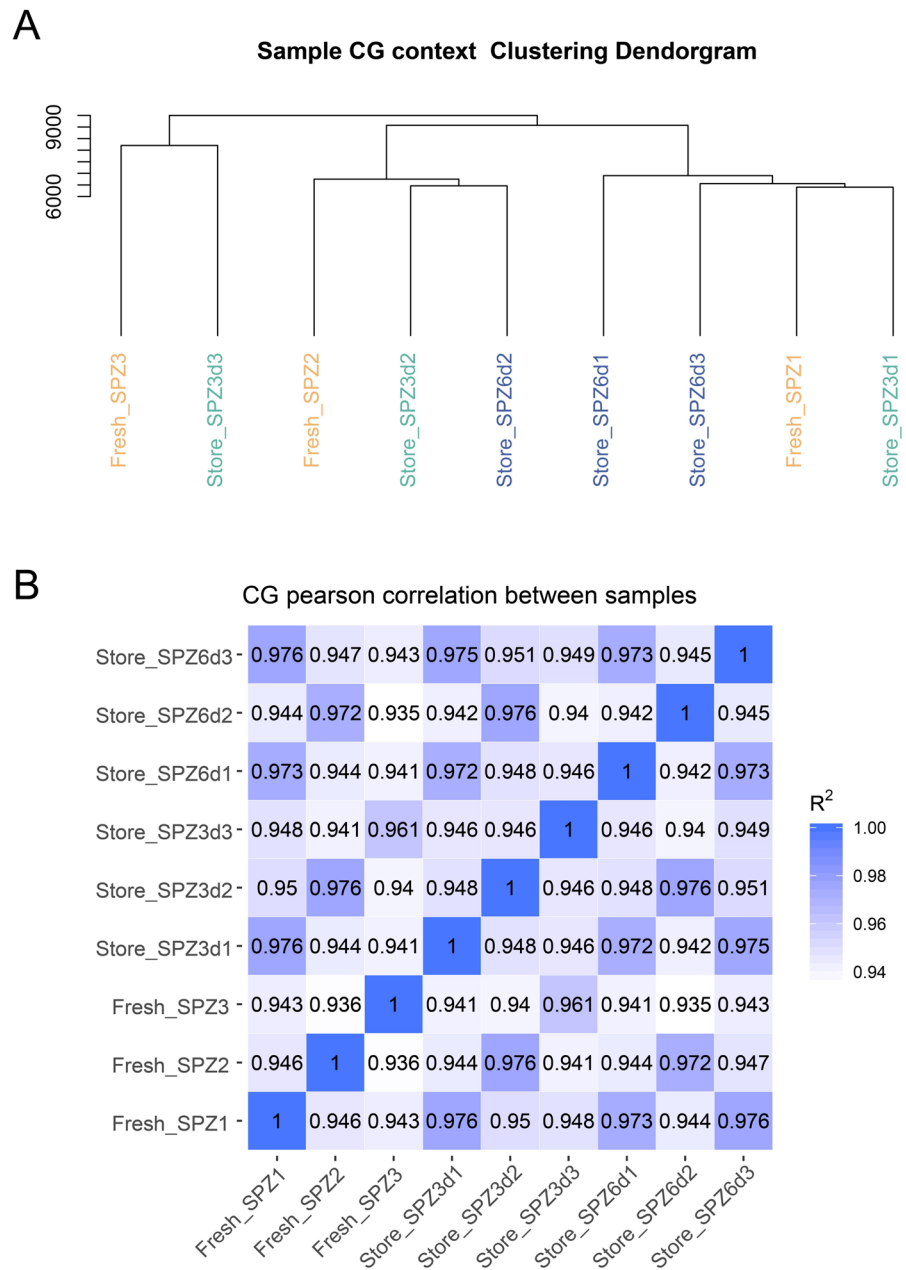 A
Sample CG context  Clustering Dendorgram
9000
6000
Fresh_SPZ3
Store_SPZ3d3
Fresh_SPZ2
Store_SPZ3d2
Store_SPZ6d2
Store_SPZ6d1
Store_SPZ6d3
Fresh_SPZ1
Store_SPZ3d1
B
CG pearson correlation between samples
Store_SPZ6d3 0.976 0.947 0.943 0.975 0.951 0.949 0.973 0.945 1
Store_SPZ6d2 0.944 0.972 0.935 0.942 0.976 0.94 0.942 1 0.945
Store_SPZ6d1 0.973 0.944 0.941 0.972 0.948 0.946 1 0.942 0.973
Store_SPZ3d3 0.948 0.941 0.961 0.946 0.946 1 0.946 0.94 0.949
Store_SPZ3d2 0.95 0.976 0.94 0.948 1 0.946 0.948 0.976 0.951
Store_SPZ3d1 0.976 0.944 0.941 1 0.948 0.946 0.972 0.942 0.975
Fresh_SPZ3 0.943 0.936 1 0.941 0.94 0.961 0.941 0.935 0.943
Fresh_SPZ2 0.946 1 0.936 0.944 0.976 0.941 0.944 0.972 0.947
Fresh_SPZ1 1 0.946 0.943 0.976 0.95 0.948 0.973 0.944 0.976
Fresh_SPZ1
Fresh_SPZ2
Fresh_SPZ3
Store_SPZ3d1
Store_SPZ3d2
Store_SPZ3d3
Store_SPZ6d1
Store_SPZ6d2
Store_SPZ6d3
R²
1.00
0.98
0.96
0.94